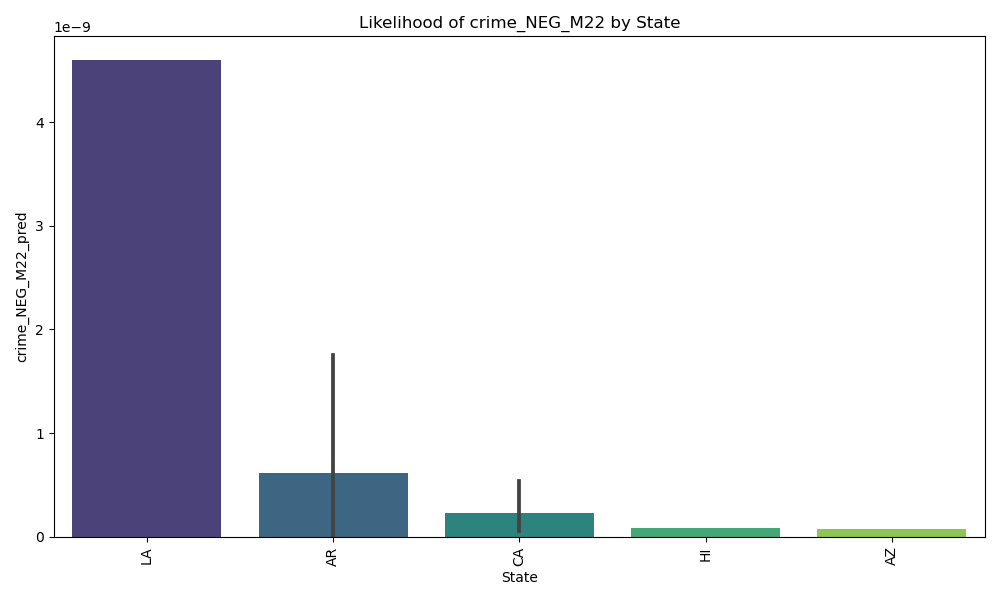 Likelihood of crime_NEG_M22 by State
1e−9
4
3
2
1
0
crime_NEG_M22_pred
LA
AR
CA
HI
AZ
State